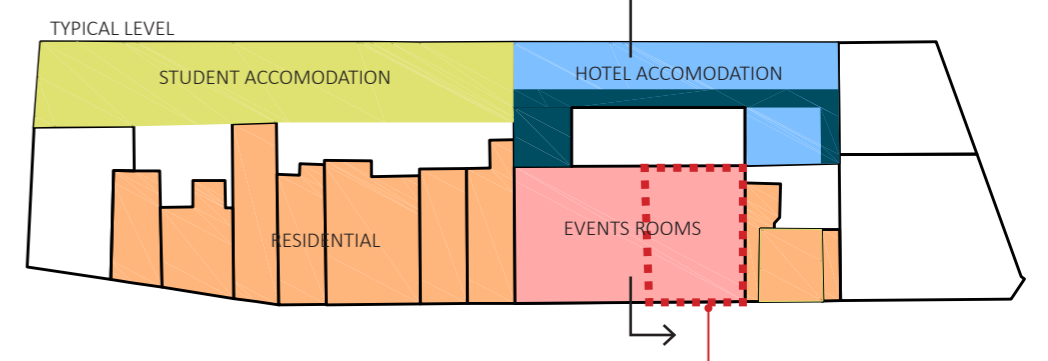 TYPICAL LEVEL
STUDENT ACCOMODATION
HOTEL ACCOMODATION
EVENTS ROOMS
RESIDENTIAL